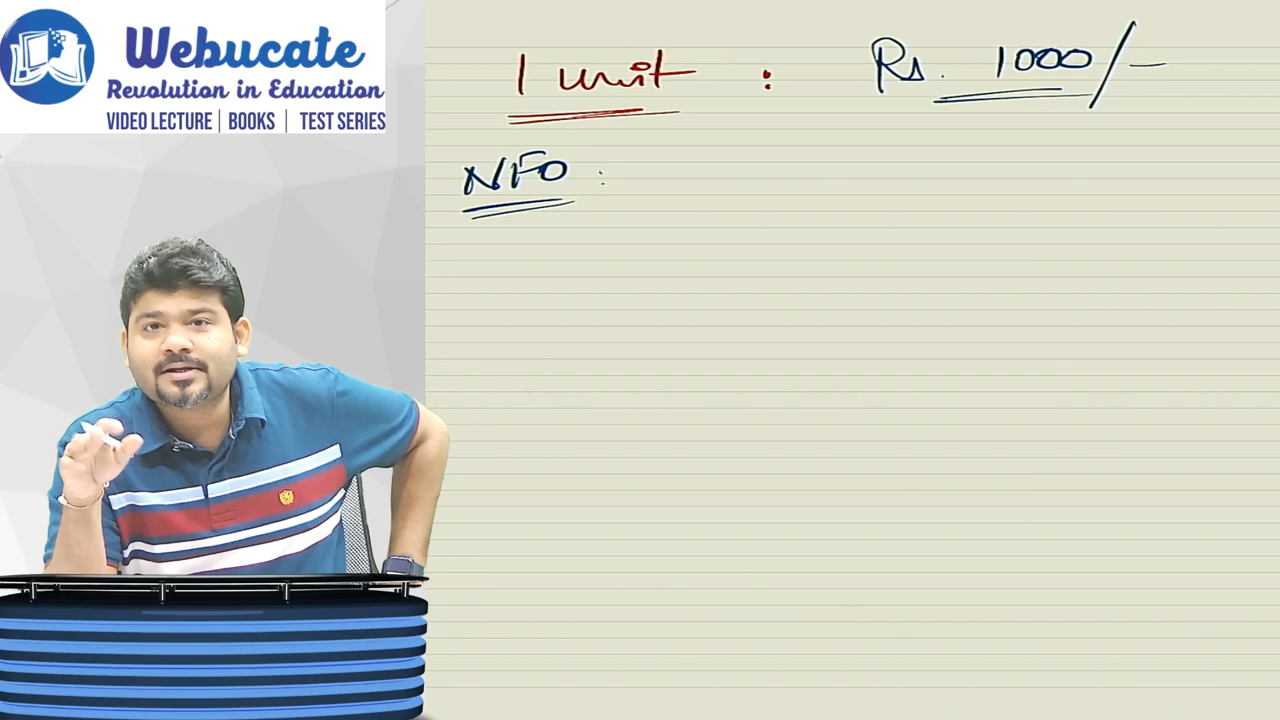 Webucate
Revolution in Education
VIDEO LECTURE | BOOKS | TEST SERIES
1 unit : Rs. 1000/-
NFO :